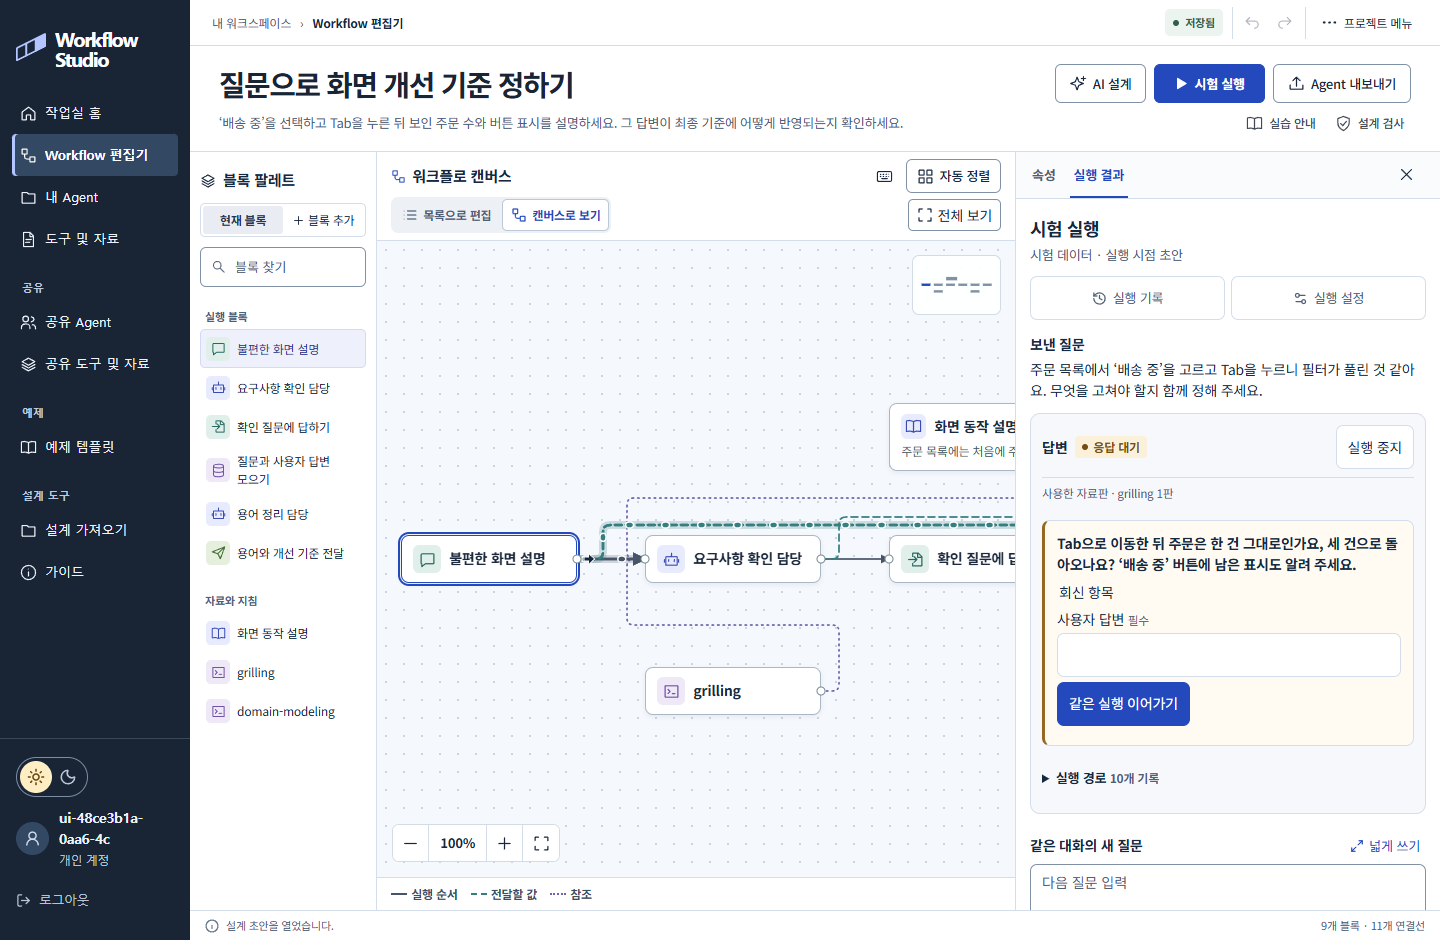 Workflow
Studio
작업실 홈
Workflow 편집기
내 Agent
도구 및 자료
공유
공유 Agent
공유 도구 및 자료
예제
예제 템플릿
설계 도구
설계 가져오기
가이드
ui-48ce3b1a-
0aa6-4c
개인 계정
로그아웃
내 워크스페이스 › Workflow 편집기
저장됨
프로젝트 메뉴
질문으로 화면 개선 기준 정하기
‘배송 중’을 선택하고 Tab을 누른 뒤 보인 주문 수와 버튼 표시를 설명하세요. 그 답변이 최종 기준에 어떻게 반영되는지 확인하세요.
AI 설계
시험 실행
Agent 내보내기
실습 안내
설계 검사
블록 팔레트
현재 블록
블록 추가
블록 찾기
실행 블록
불편한 화면 설명
요구사항 확인 담당
확인 질문에 답하기
질문과 사용자 답변
모으기
용어 정리 담당
용어와 개선 기준 전달
자료와 지침
화면 동작 설명
grilling
domain-modeling
워크플로 캔버스
자동 정렬
목록으로 편집
캔버스로 보기
전체 보기
화면 동작 설명
주문 목록에는 처음에 주
불편한 화면 설명
요구사항 확인 담당
확인 질문에 답
grilling
100%
실행 순서
전달할 값
참조
속성
실행 결과
시험 실행
시험 데이터 · 실행 시점 초안
실행 기록
실행 설정
보낸 질문
주문 목록에서 ‘배송 중’을 고르고 Tab을 누르니 필터가 풀린 것 같아
요. 무엇을 고쳐야 할지 함께 정해 주세요.
답변
응답 대기
실행 중지
사용한 자료판 · grilling 1판
Tab으로 이동한 뒤 주문은 한 건 그대로인가요, 세 건으로 돌
아오나요? ‘배송 중’ 버튼에 남은 표시도 알려 주세요.
회신 항목
사용자 답변 필수
같은 실행 이어가기
실행 경로 10개 기록
같은 대화의 새 질문
넓게 쓰기
다음 질문 입력
설계 초안을 열었습니다.
9개 블록 · 11개 연결선